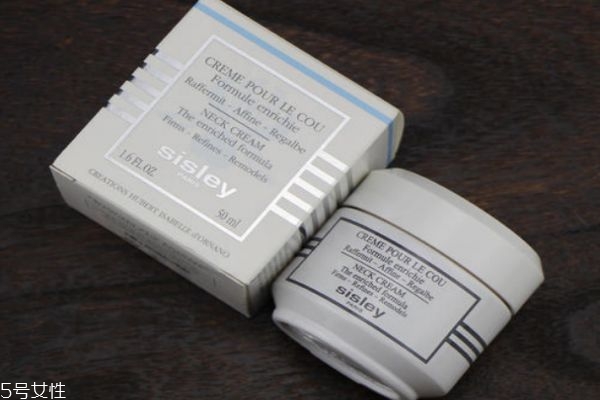 CREME POUR LE COU
Formule enrichie
Raffermit - Affine - Regalbe
NECK CREAM
The enriched formula
Firms - Refines - Remodels
sisley
PARIS
1.6 FL.OZ.
50 ml
CREATIONS HUBERT ISABELLE d'ORNANO
CREME POUR LE COU
Formule enrichie
Raffermit - Affine - Regalbe
NECK CREAM
The enriched formula
Firms - Refines - Remodels
sisley
PARIS
5号女性